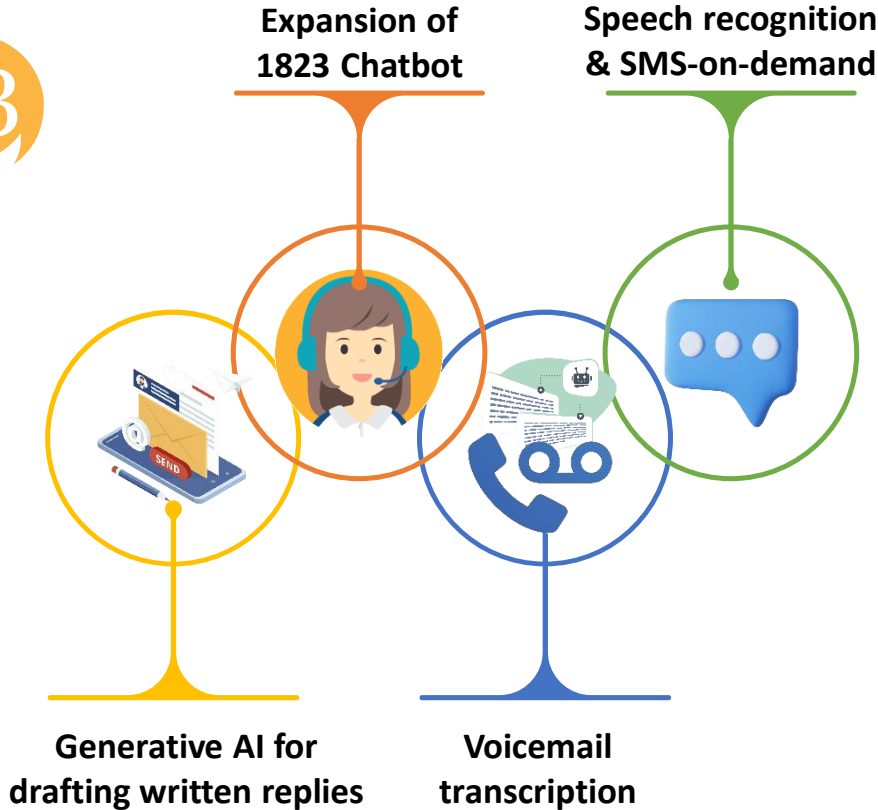 Expansion of
1823 Chatbot
Speech recognition
& SMS-on-demand
SEND
Generative AI for
drafting written replies
Voicemail
transcription